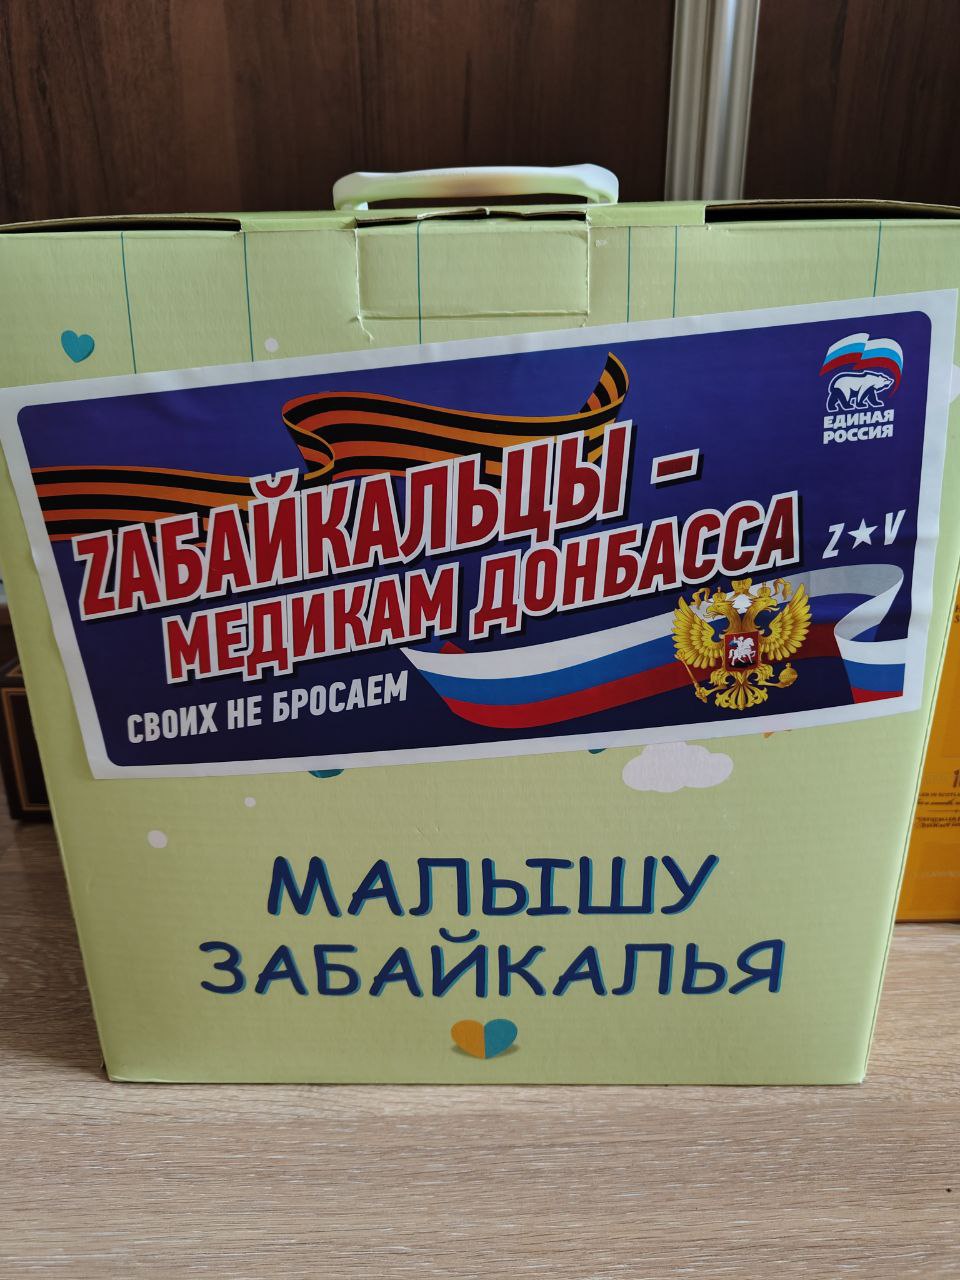 ЕДИНАЯ
РОССИЯ
ZАБАЙКАЛЬЦЫ -
МЕДИКАМ ДОНБАССА
Z★V
СВОИХ НЕ БРОСАЕМ
МАЛЫШУ
ЗАБАЙКАЛЬЯ